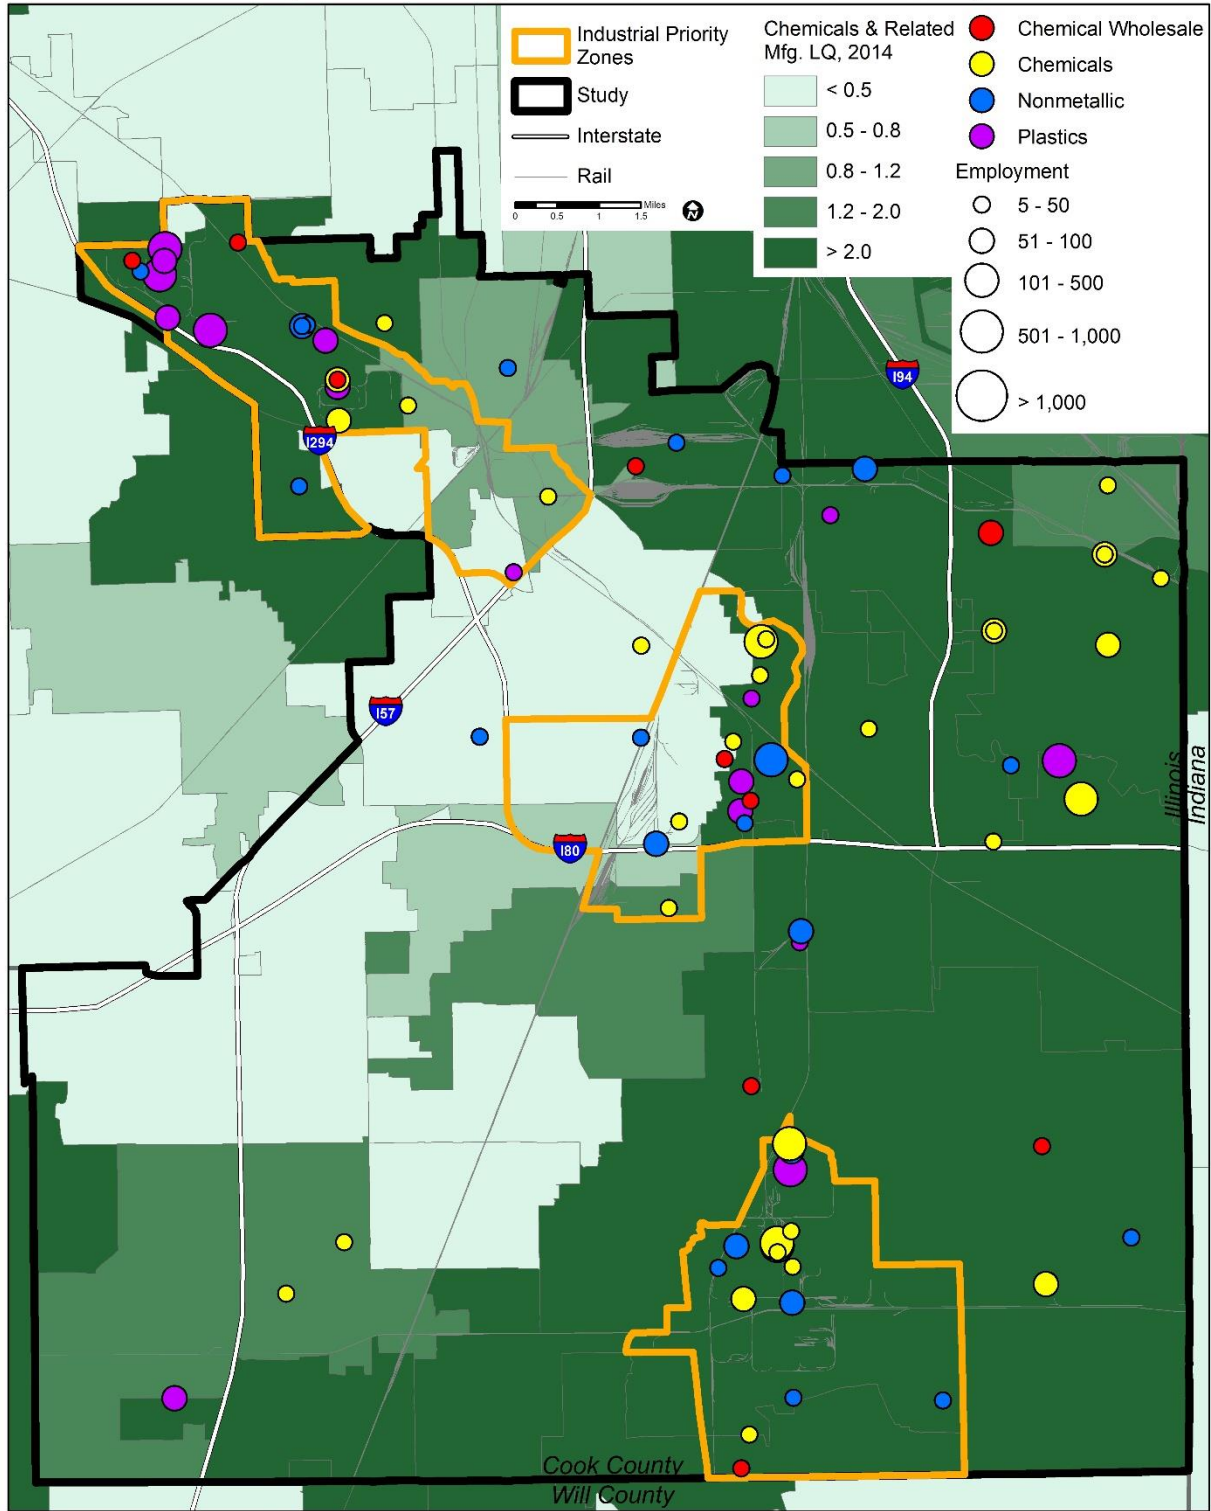 Industrial Priority
Zones
Study
Interstate
Rail
Miles
0 0.5 1 1.5
N
Chemicals & Related
Mfg. LQ, 2014
< 0.5
0.5 - 0.8
0.8 - 1.2
1.2 - 2.0
> 2.0
Chemical Wholesale
Chemicals
Nonmetallic
Plastics
Employment
5 - 50
51 - 100
101 - 500
501 - 1,000
> 1,000
I94
I294
I57
I80
Illinois
Indiana
Cook County
Will County